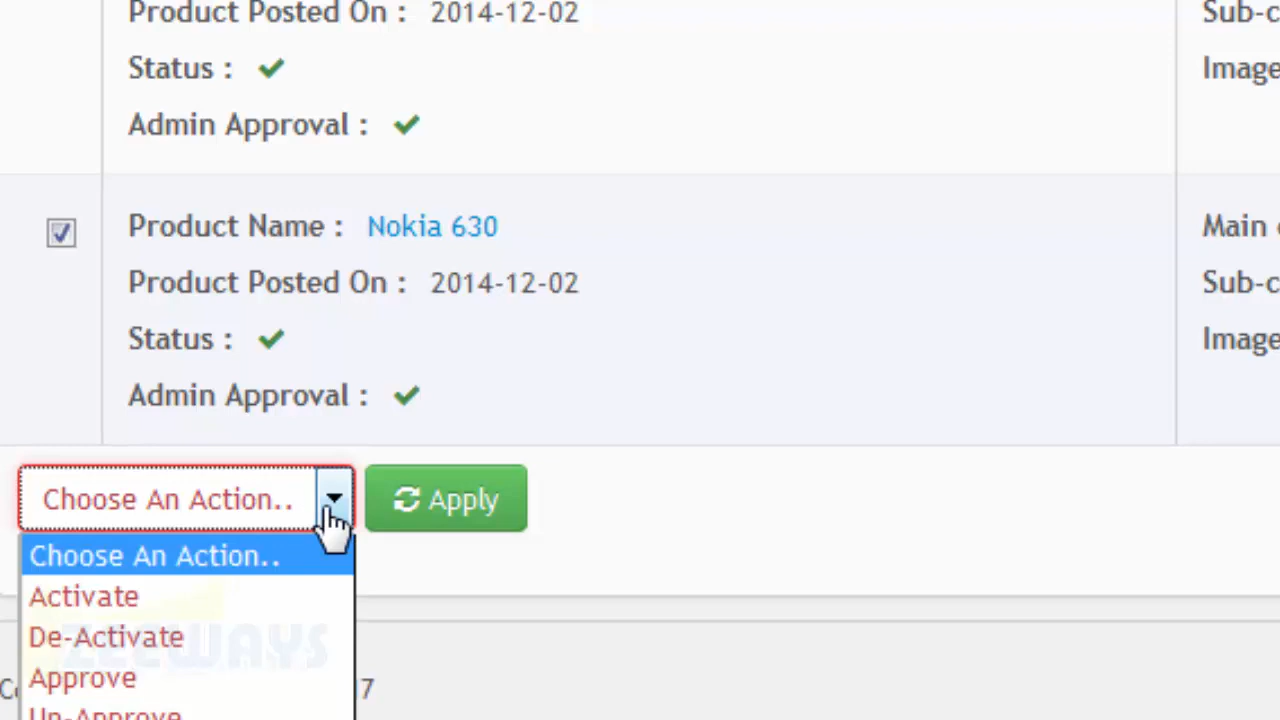 Product Posted On : 2014-12-02 Sub-c
Status : Image
Admin Approval :
Product Name : Nokia 630 Main
Product Posted On : 2014-12-02 Sub-c
Status : Image
Admin Approval :
Choose An Action.. Apply
Choose An Action..
Activate
De-Activate
ZEEWAYS
Approve
7
Un-Approve